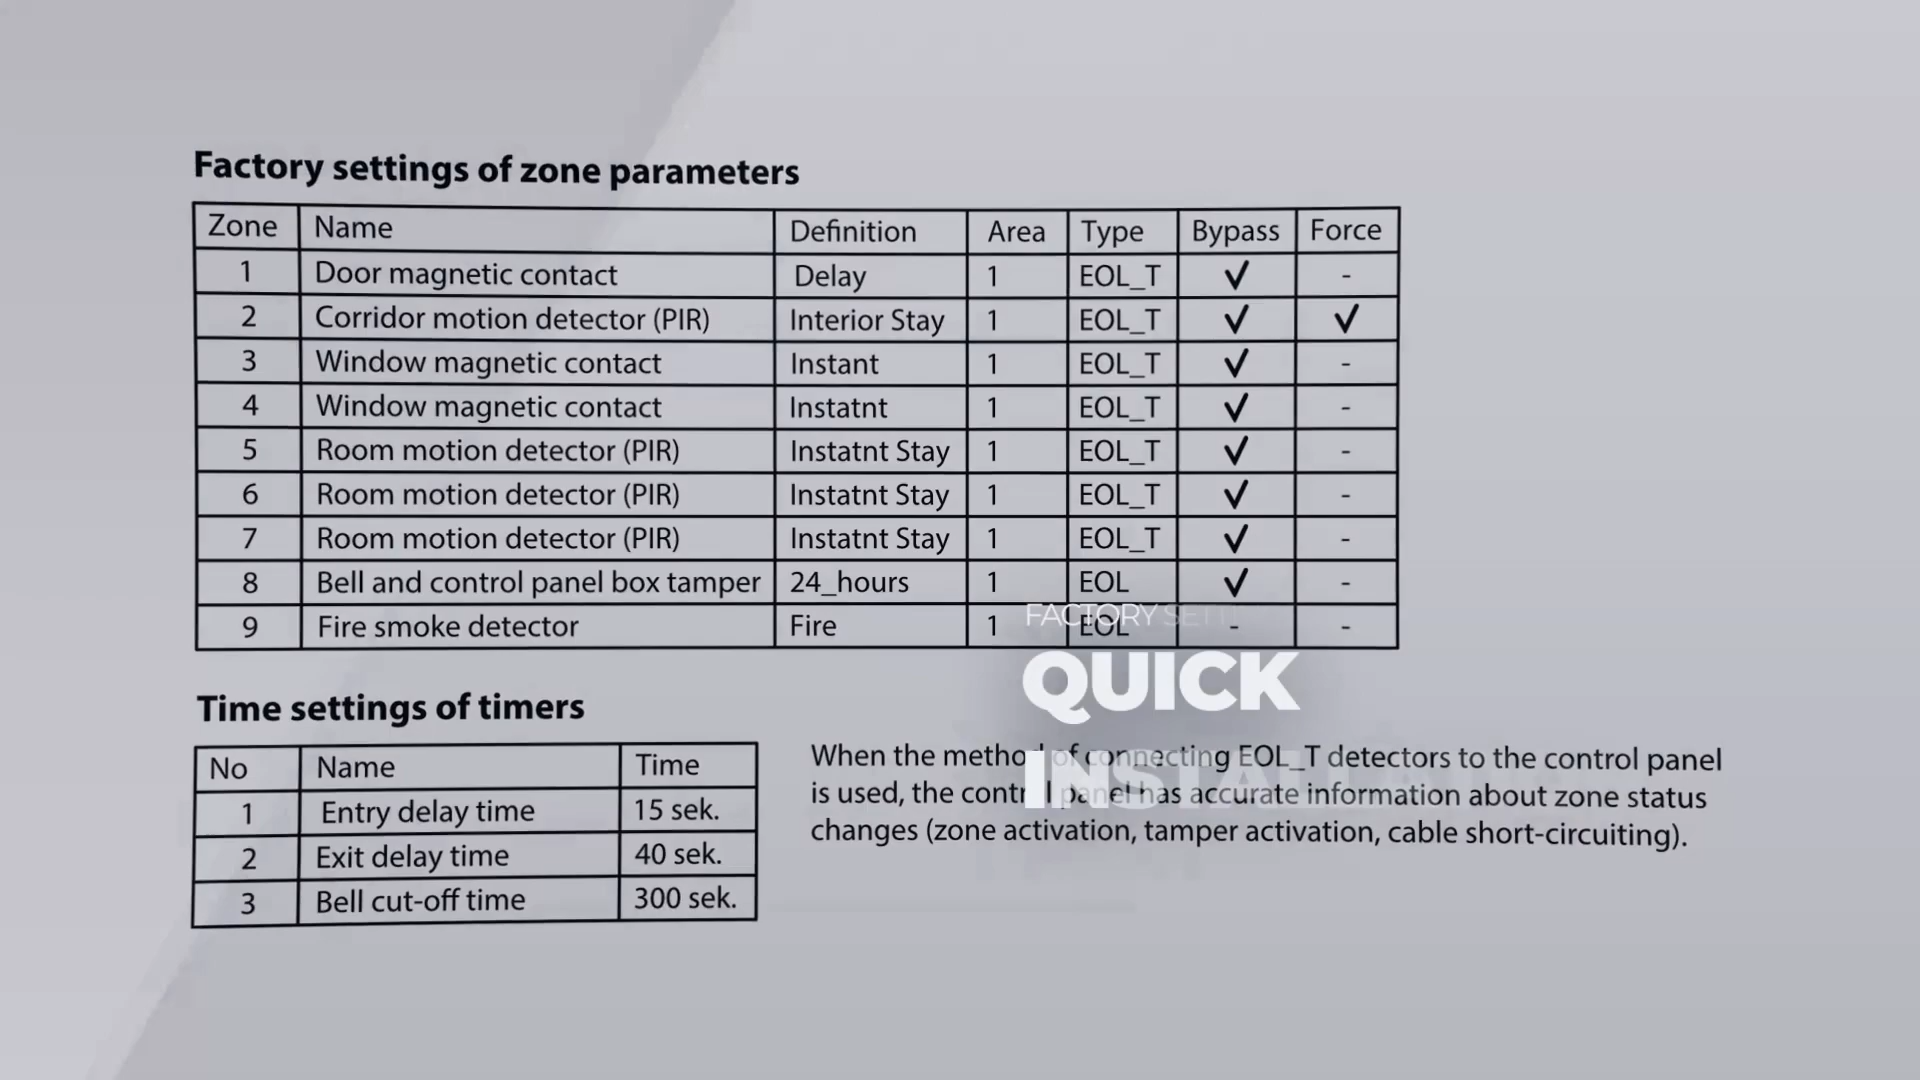 Factory settings of zone parameters
Zone Name Definition Area Type Bypass Force
1 Door magnetic contact Delay 1 EOL_T ✓ -
2 Corridor motion detector (PIR) Interior Stay 1 EOL_T ✓ ✓
3 Window magnetic contact Instant 1 EOL_T ✓ -
4 Window magnetic contact Instatnt 1 EOL_T ✓ -
5 Room motion detector (PIR) Instatnt Stay 1 EOL_T ✓ -
6 Room motion detector (PIR) Instatnt Stay 1 EOL_T ✓ -
7 Room motion detector (PIR) Instatnt Stay 1 EOL_T ✓ -
8 Bell and control panel box tamper 24_hours 1 EOL ✓ -
9 Fire smoke detector Fire 1 EOL - -
FACTORY
QUICK
Time settings of timers
No Name Time
1 Entry delay time 15 sek.
2 Exit delay time 40 sek.
3 Bell cut-off time 300 sek.
When the method of connecting EOL_T detectors to the control panel
is used, the control panel has accurate information about zone status
changes (zone activation, tamper activation, cable short-circuiting).